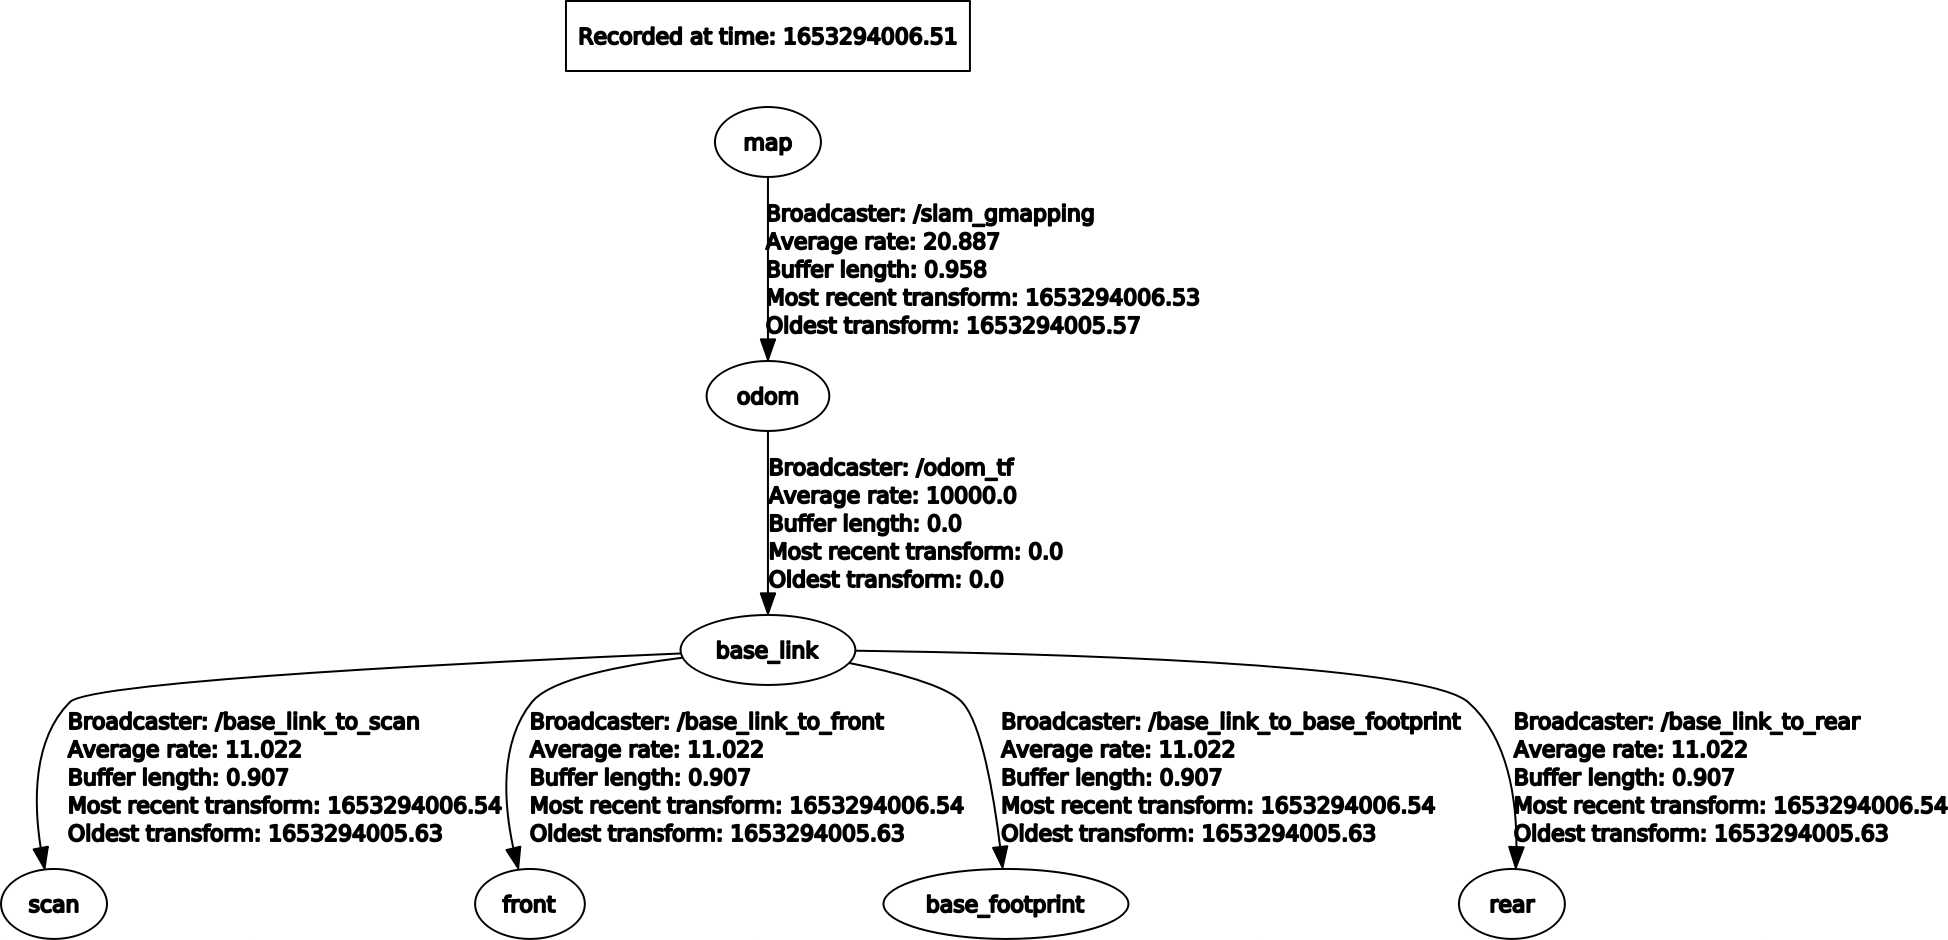 Recorded at time: 1653294006.51
map
Broadcaster: /slam_gmapping
Average rate: 20.887
Buffer length: 0.958
Most recent transform: 1653294006.53
Oldest transform: 1653294005.57
odom
Broadcaster: /odom_tf
Average rate: 10000.0
Buffer length: 0.0
Most recent transform: 0.0
Oldest transform: 0.0
base_link
Broadcaster: /base_link_to_scan
Average rate: 11.022
Buffer length: 0.907
Most recent transform: 1653294006.54
Oldest transform: 1653294005.63
Broadcaster: /base_link_to_front
Average rate: 11.022
Buffer length: 0.907
Most recent transform: 1653294006.54
Oldest transform: 1653294005.63
Broadcaster: /base_link_to_base_footprint
Average rate: 11.022
Buffer length: 0.907
Most recent transform: 1653294006.54
Oldest transform: 1653294005.63
Broadcaster: /base_link_to_rear
Average rate: 11.022
Buffer length: 0.907
Most recent transform: 1653294006.54
Oldest transform: 1653294005.63
scan
front
base_footprint
rear